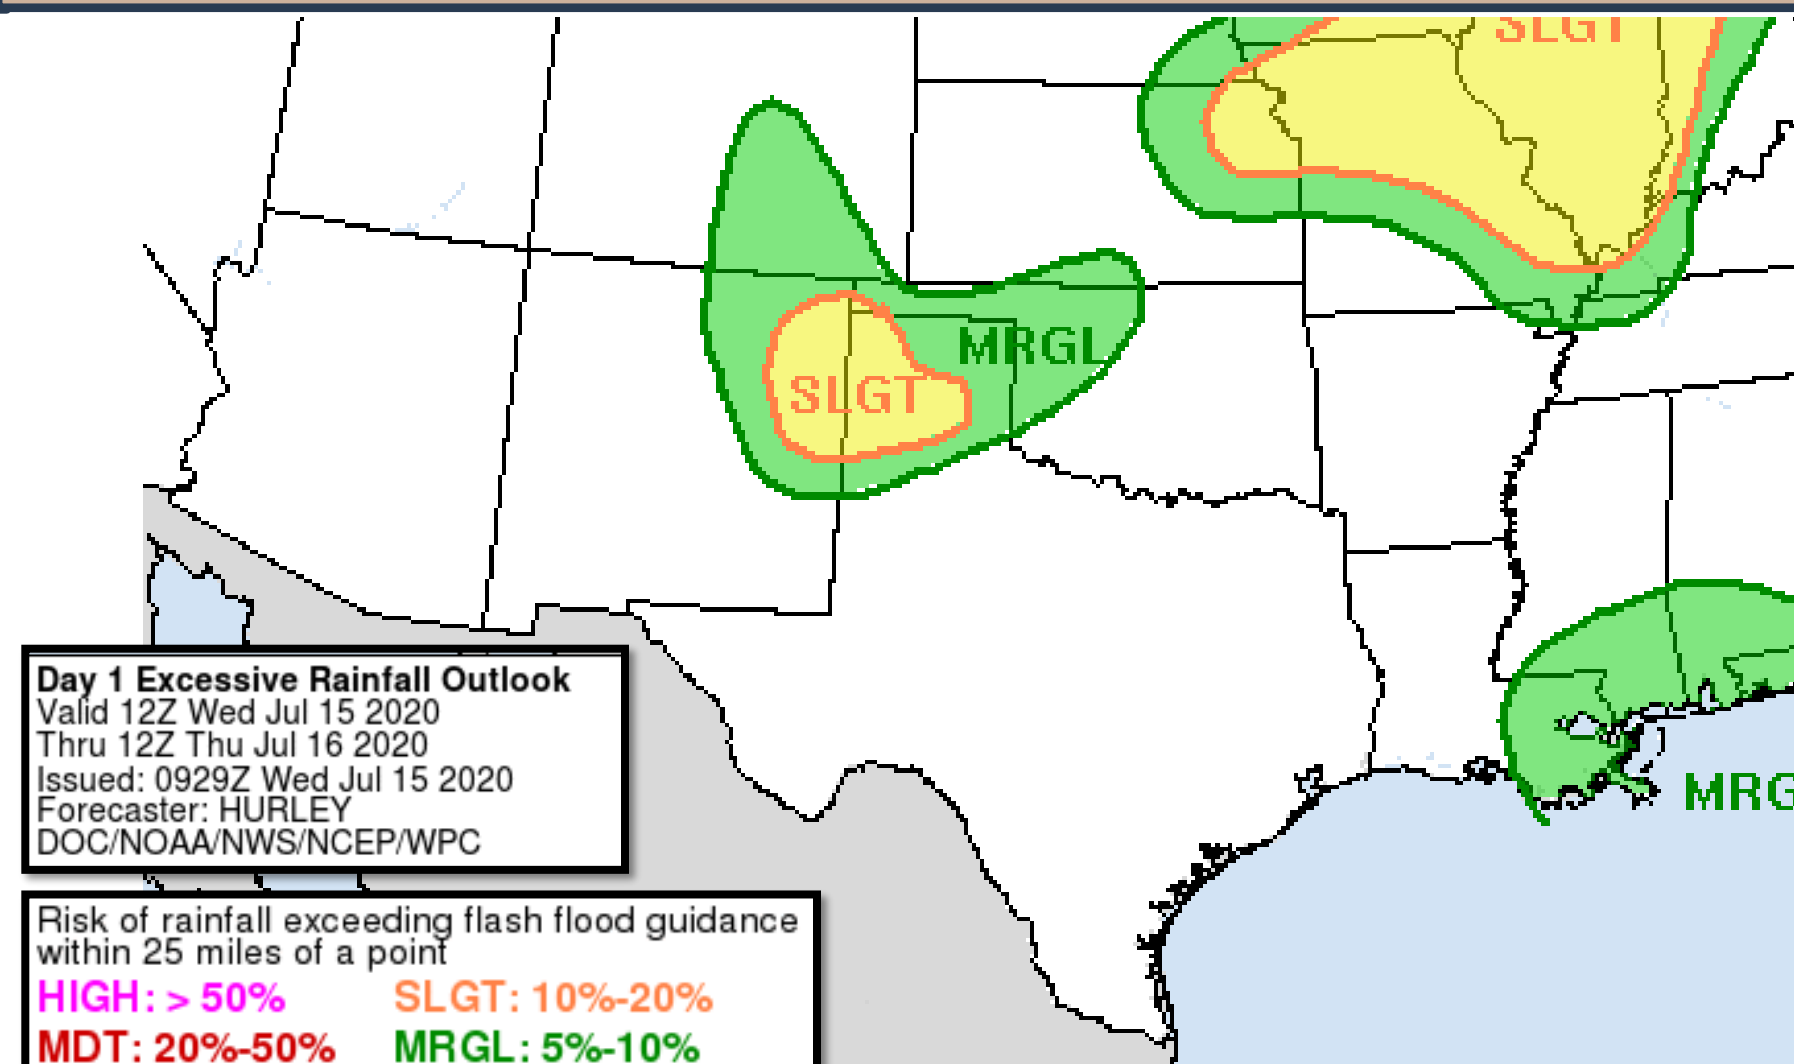 SLGT
MRGL
SLGT
Day 1 Excessive Rainfall Outlook
Valid 12Z Wed Jul 15 2020
Thru 12Z Thu Jul 16 2020
Issued: 0929Z Wed Jul 15 2020
Forecaster: HURLEY
DOC/NOAA/NWS/NCEP/WPC
MRG
Risk of rainfall exceeding flash flood guidance
within 25 miles of a point
HIGH: > 50% SLGT: 10%-20%
MDT: 20%-50% MRGL: 5%-10%